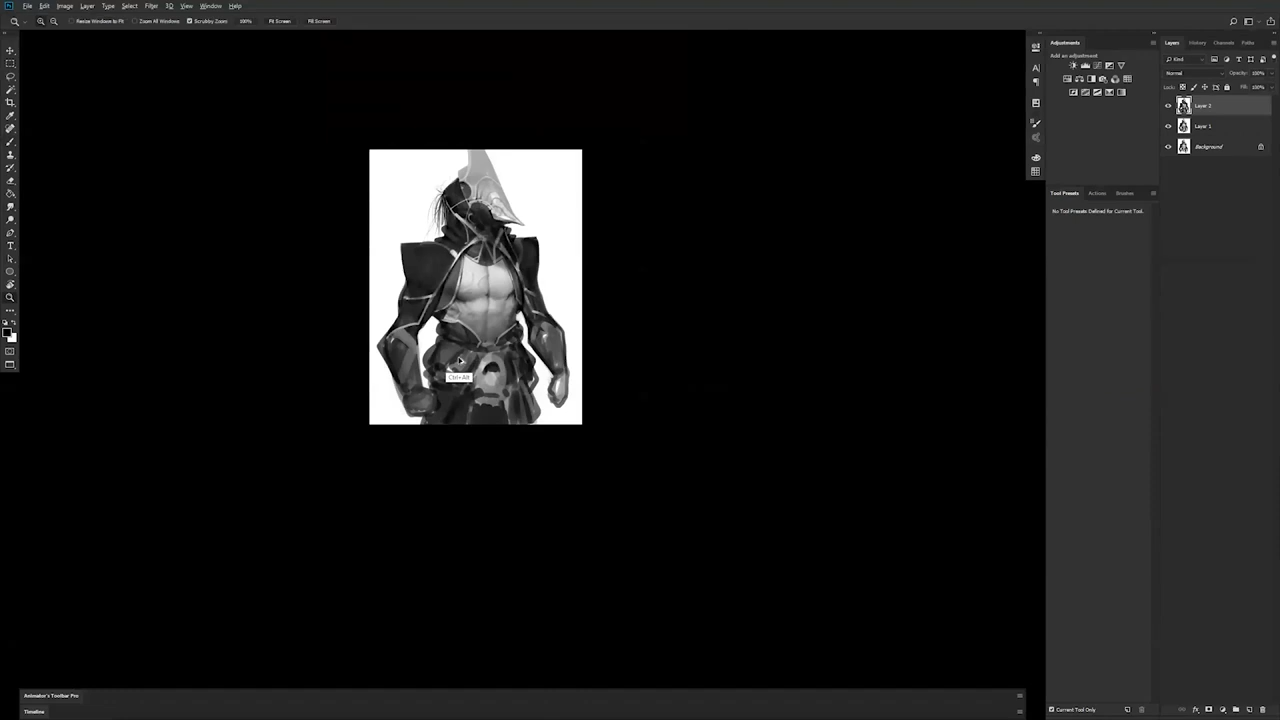 File Edit Image Layer Type Select Filter 3D View Window Help
Resize Windows to Fit Zoom All Windows Scrubby Zoom 100% Fit Screen Fill Screen
Adjustments
Add an adjustment
Layers History Channels Paths
Kind
Normal Opacity: 100%
Lock: Fill: 100%
Layer 2
Layer 1
Background
Tool Presets Actions Brushes
No Tool Presets Defined for Current Tool.
Ctrl+Alt
Animator's Toolbar Pro
Timeline
Current Tool Only